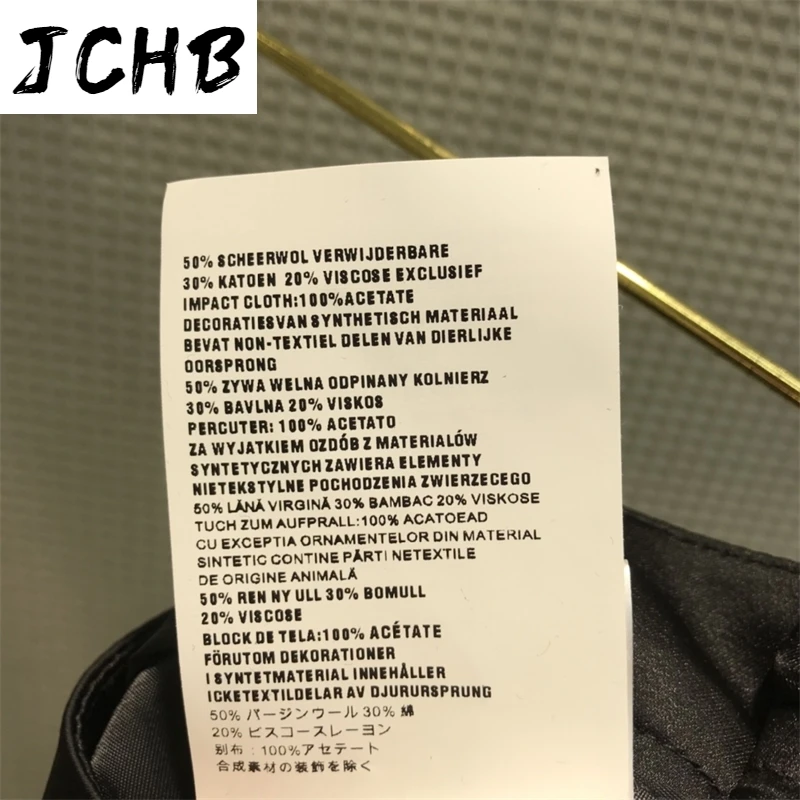 JCHB
50% SCHEERWOL VERWIJDERBARE
30% KATOEN 20% VISCOSE EXCLUSIEF
IMPACT CLOTH:100%ACETATE
DECORATIESVAN SYNTHETISCH MATERIAAL
BEVAT NON-TEXTIEL DELEN VAN DIERLIJKE
OORSPRONG
50% ZYWA WELNA ODPINANY KOLNIERZ
30% BAVLNA 20% VISKOS
PERCUTER: 100% ACETATO
ZA WYJATKIEM OZDÓB Z MATERIALÓW
SYNTETYCZNYCH ZAWIERA ELEMENTY
NIETEKSTYLNE POCHODZENIA ZWIERZECEGO
50% LÂNĂ VIRGINĂ 30% BAMBAC 20% VISKOSE
TUCH ZUM AUFPRALL:100% ACATOEAD
CU EXCEPTIA ORNAMENTELOR DIN MATERIAL
SINTETIC CONTINE PĂRTI NETEXTILE
DE ORIGINE ANIMALĂ
50% REN NY ULL 30% BOMULL
20% VISCOSE
BLOCK DE TELA:100% ACÉTATE
FÖRUTOM DEKORATIONER
I SYNTETMATERIAL INNEHÅLLER
ICKETEXTILDELAR AV DJURURSPRUNG
50% バージンウール 30% 綿
20% ビスコースレーヨン
别布:100%アセテート
合成素材の装飾を除く